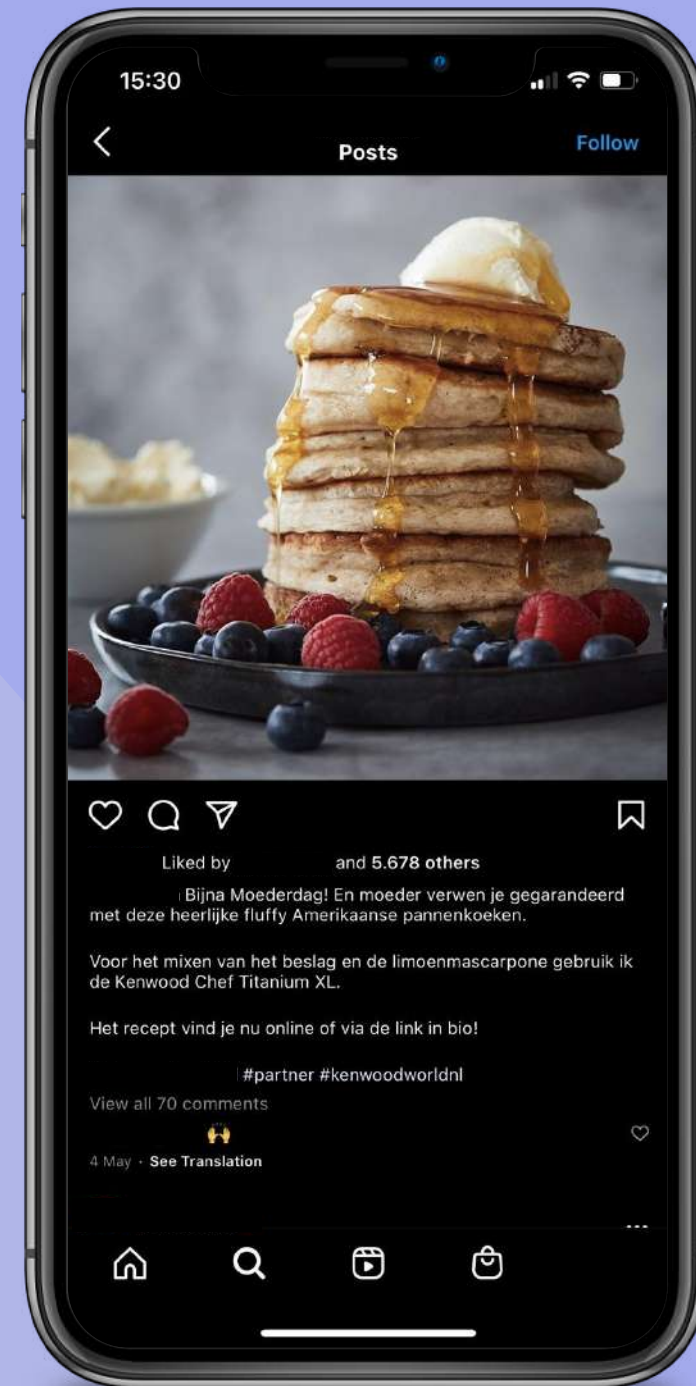 15:30
Posts
Follow
Liked by and 5.678 others
Bijna Moederdag! En moeder verwen je gegarandeerd
met deze heerlijke fluffy Amerikaanse pannenkoeken.
Voor het mixen van het beslag en de limoenmascarpone gebruik ik
de Kenwood Chef Titanium XL.
Het recept vind je nu online of via de link in bio!
#partner #kenwoodworldnl
View all 70 comments
🙌
4 May · See Translation